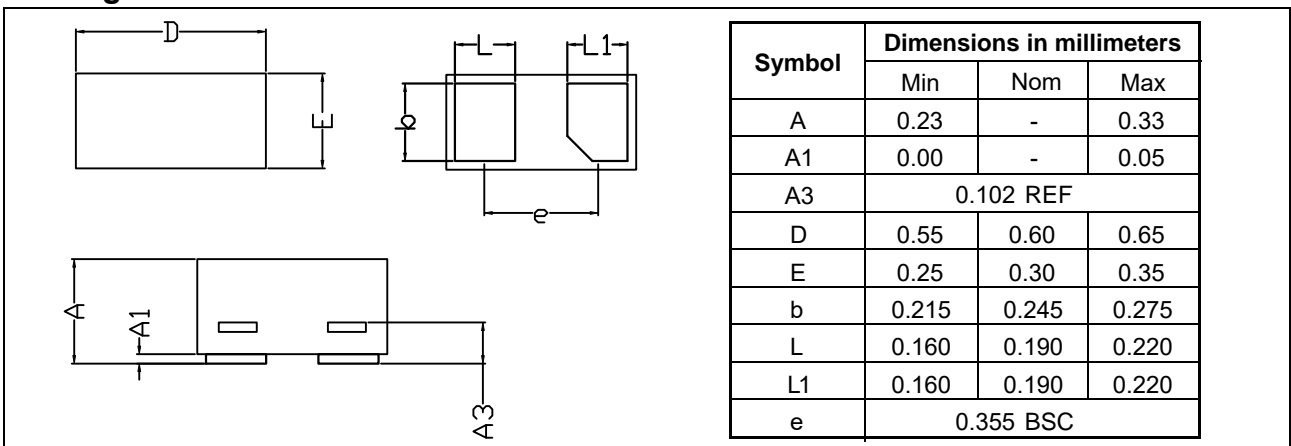 D
E
L
L1
b
e
A
A1
A3
Symbol Dimensions in millimeters
Min Nom Max
A 0.23 - 0.33
A1 0.00 - 0.05
A3 0.102 REF
D 0.55 0.60 0.65
E 0.25 0.30 0.35
b 0.215 0.245 0.275
L 0.160 0.190 0.220
L1 0.160 0.190 0.220
e 0.355 BSC